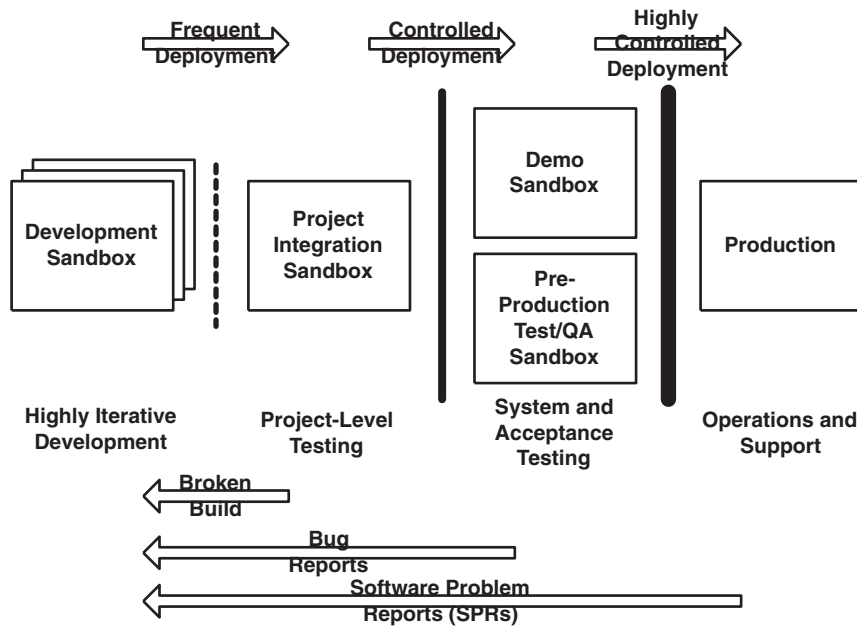 Frequent
Deployment
Controlled
Deployment
Highly
Controlled
Deployment
Development
Sandbox
Project
Integration
Sandbox
Demo
Sandbox
Pre-
Production
Test/QA
Sandbox
Production
Highly Iterative
Development
Project-Level
Testing
System and
Acceptance
Testing
Operations and
Support
Broken
Build
Bug
Reports
Software Problem
Reports (SPRs)